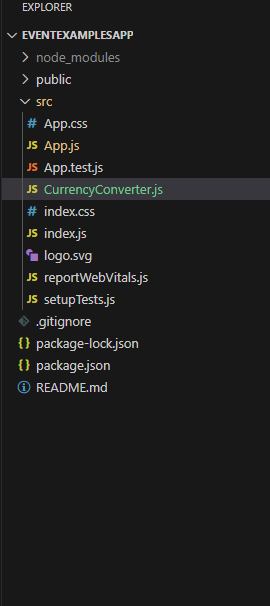 EXPLORER
EVENTEXAMPLESAPP
node_modules
public
src
# App.css
JS App.js
JS App.test.js
JS CurrencyConverter.js
# index.css
JS index.js
logo.svg
JS reportWebVitals.js
JS setupTests.js
.gitignore
{} package-lock.json
{} package.json
README.md